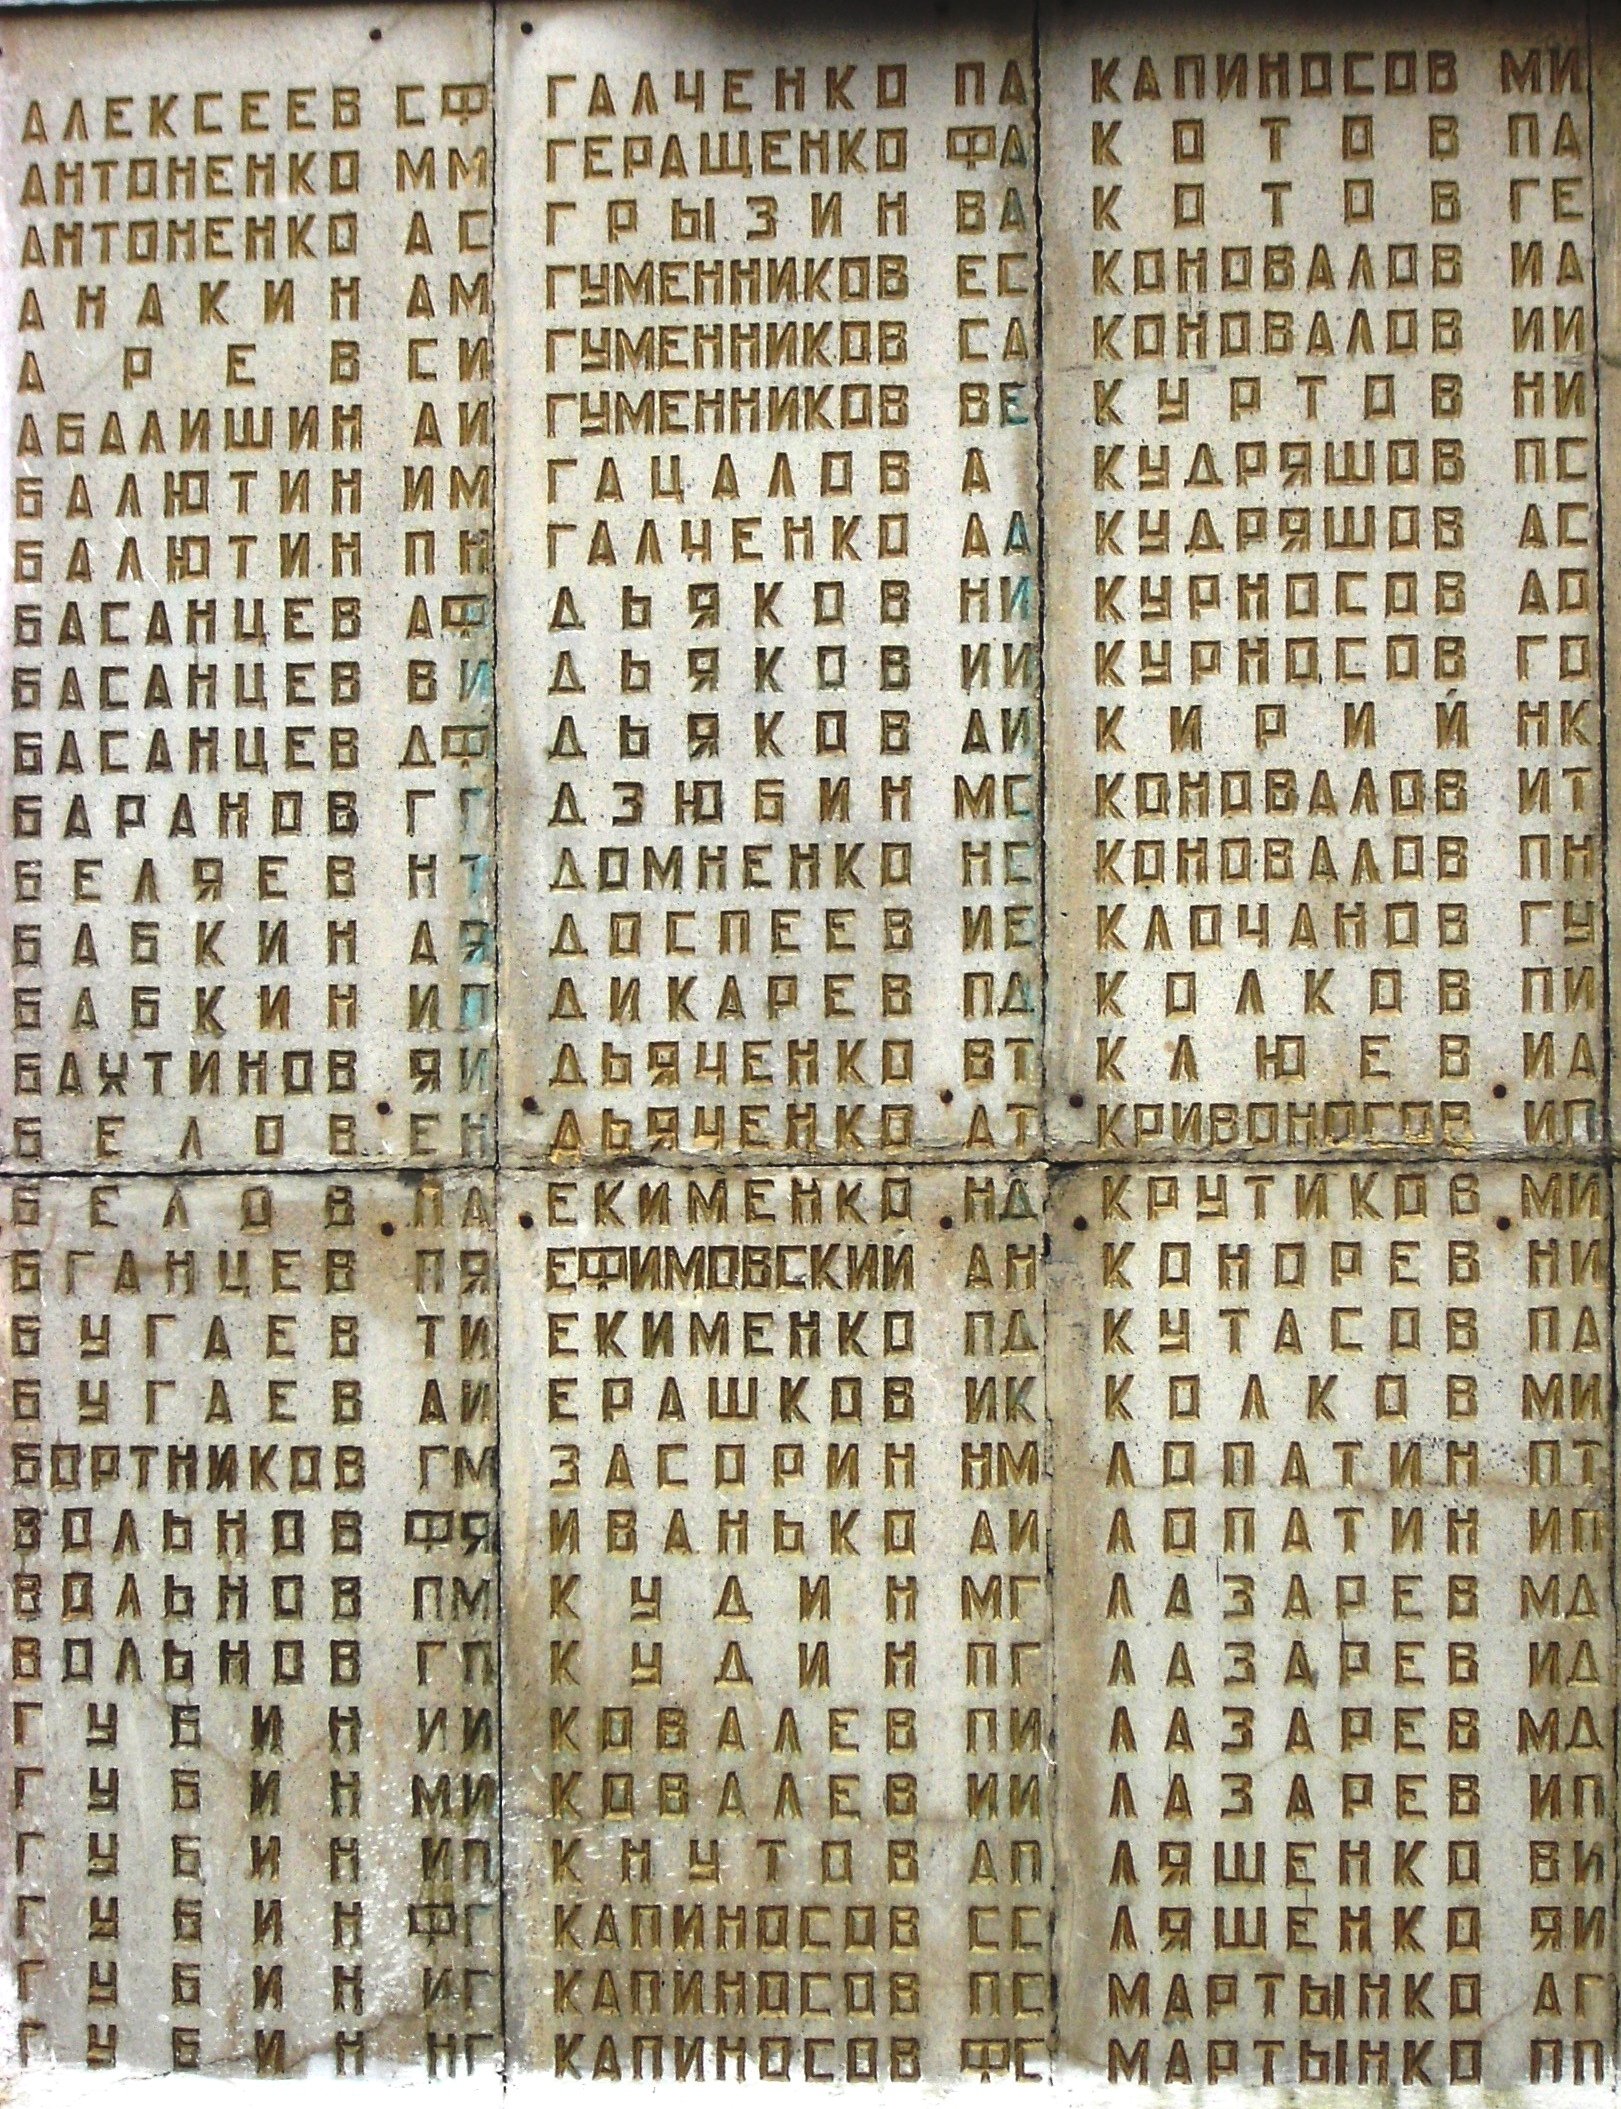 АЛЕКСЕЕВ СФ
АНТОНЕНКО ММ
АНТОНЕНКО АС
АНАКИН АМ
АРЕВ СИ
АБАЛИШИН АИ
БАЛЮТИН ИМ
БАЛЮТИН ПН
БАСАНЦЕВ АФ
БАСАНЦЕВ ВИ
БАСАНЦЕВ ДФ
БАРАНОВ ГГ
БЕЛЯЕВ НТ
БАБКИН АЯ
БАБКИН ИП
БАХТИНОВ ЯИ
БЕЛОВ ЕН
БЕЛОВ ПА
БГАНЦЕВ ПЯ
БУГАЕВ ТИ
БУГАЕВ АИ
БОРТНИКОВ ГМ
ВОЛЬНОВ ФЯ
ВОЛЬНОВ ПМ
ВОЛЬНОВ ГП
ГУБИН ИИ
ГУБИН МИ
ГУБИН ИП
ГУБИН ФГ
ГУБИН ИГ
ГУБИН НГ
ГАЛЧЕНКО ПА
ГЕРАЩЕНКО ФА
ГРЫЗИН ВА
ГУМЕННИКОВ ЕС
ГУМЕННИКОВ СА
ГУМЕННИКОВ ВЕ
ГАЦАЛОВ А
ГАЛЧЕНКО АА
ДЬЯКОВ НИ
ДЬЯКОВ ИИ
ДЬЯКОВ АИ
ДЗЮБИН МС
ДОМНЕНКО НС
ДОСПЕЕВ ИЕ
ДИКАРЕВ ПД
ДЬЯЧЕНКО ВТ
ДЬЯЧЕНКО АТ
ЕКИМЕНКО НД
ЕФИМОВСКИЙ АН
ЕКИМЕНКО ПД
ЕРАШКОВ ИК
ЗАСОРИН НМ
ИВАНЬКО АИ
КУДИН МГ
КУДИН ПГ
КОВАЛЕВ ПИ
КОВАЛЕВ ИИ
КНУТОВ АП
КАПИНОСОВ СС
КАПИНОСОВ ПС
КАПИНОСОВ ФС
КАПИНОСОВ МИ
КОТОВ ПА
КОТОВ ГЕ
КОНОВАЛОВ ИА
КОНОВАЛОВ ИИ
КУРТОВ НИ
КУДРЯШОВ ПС
КУДРЯШОВ АС
КУРНОСОВ АО
КУРНОСОВ ГО
КИРИЙ НК
КОНОВАЛОВ ИТ
КОНОВАЛОВ ПН
КЛОЧАНОВ ГУ
КОЛКОВ ПИ
КЛЮЕВ ИА
КРИВОНОГОВ ИП
КРУТИКОВ МИ
КОНОРЕВ НИ
КУТАСОВ ПА
КОЛКОВ МИ
ЛОПАТИН ПТ
ЛОПАТИН ИП
ЛАЗАРЕВ МД
ЛАЗАРЕВ ИД
ЛАЗАРЕВ МД
ЛАЗАРЕВ ИП
ЛЯШЕНКО ВИ
ЛЯШЕНКО ЯИ
МАРТЫНКО АГ
МАРТЫНКО ПП